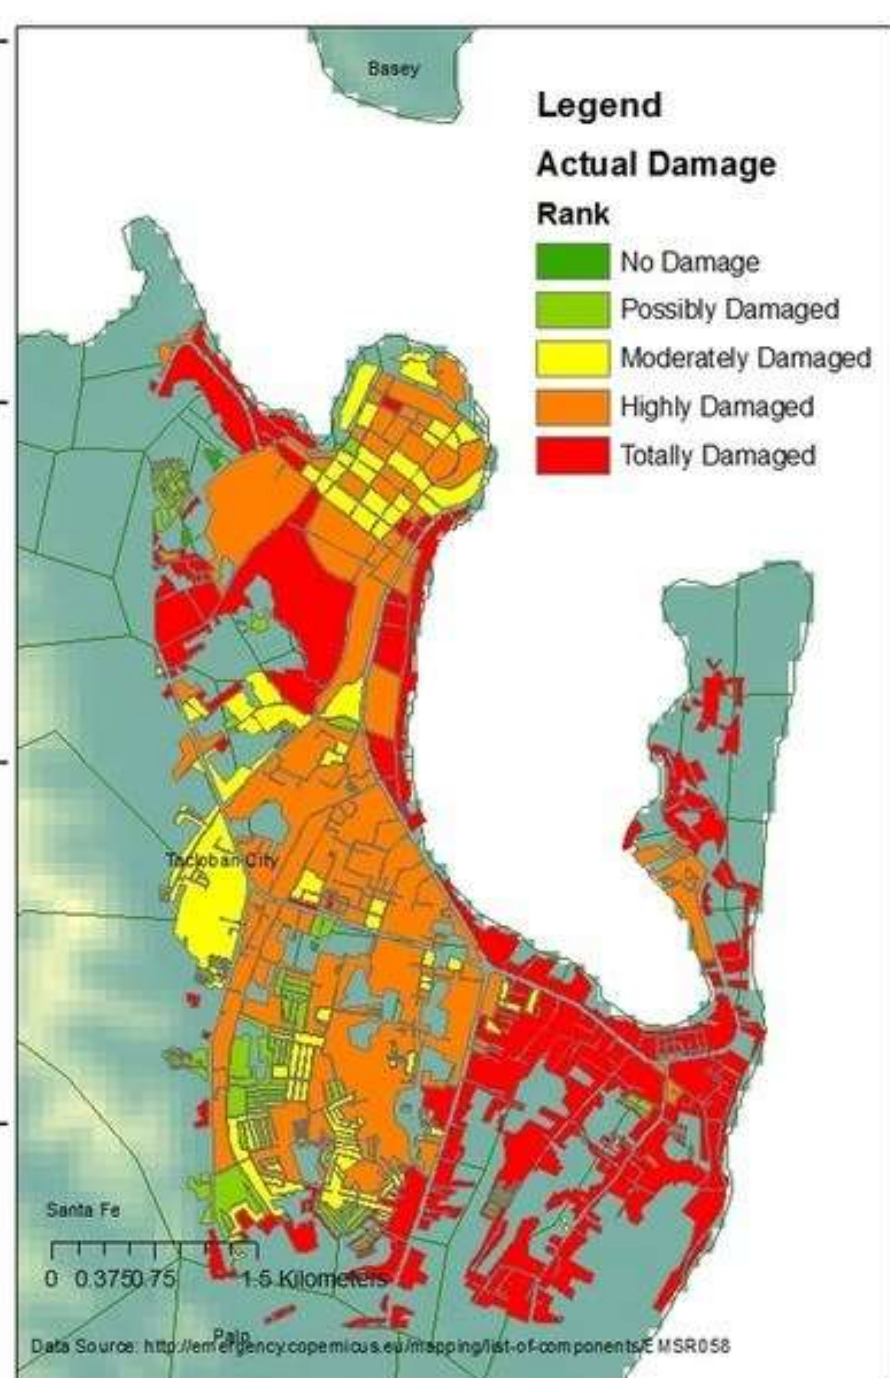 Basey
Legend
Actual Damage
Rank
No Damage
Possibly Damaged
Moderately Damaged
Highly Damaged
Totally Damaged
Tacloban City
Santa Fe
0 0.375 0.75 1.5 Kilometers
Palo
Data Source: http://emergency.copernicus.eu/mapping/list-of-components/EMSR058